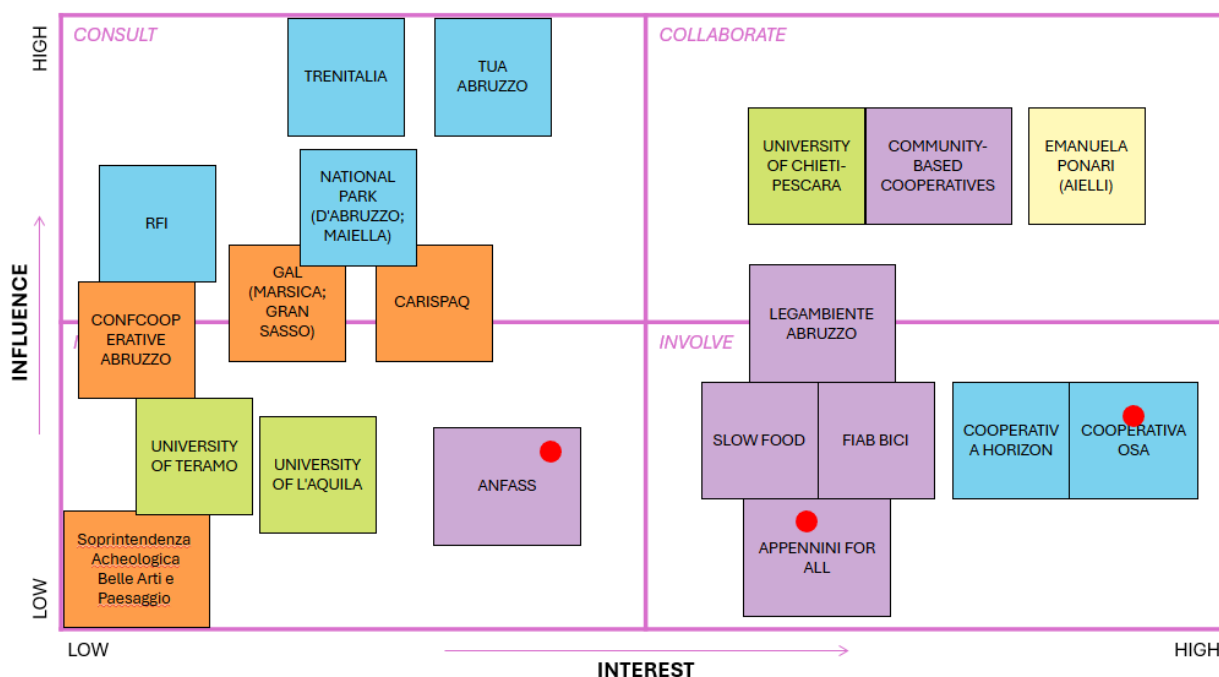 HIGH
CONSULT
COLLABORATE
TRENITALIA
TUA
ABRUZZO
UNIVERSITY
OF CHIETI-
PESCARA
COMMUNITY-
BASED
COOPERATIVES
EMANUELA
PONARI
(AIELLI)
RFI
NATIONAL
PARK
(D'ABRUZZO;
MAIELLA)
GAL
(MARSICA;
GRAN
SASSO)
CARISPAQ
CONFCOOP
ERATIVE
ABRUZZO
LEGAMBIENTE
ABRUZZO
INFLUENCE
INVOLVE
UNIVERSITY
OF TERAMO
UNIVERSITY
OF L'AQUILA
ANFASS
SLOW FOOD
FIAB BICI
COOPERATIV
A HORIZON
COOPERATIVA
OSA
Soprintendenza
Acheologica
Belle Arti e
Paesaggio
APPENNINI FOR
ALL
LOW
LOW
INTEREST
HIGH